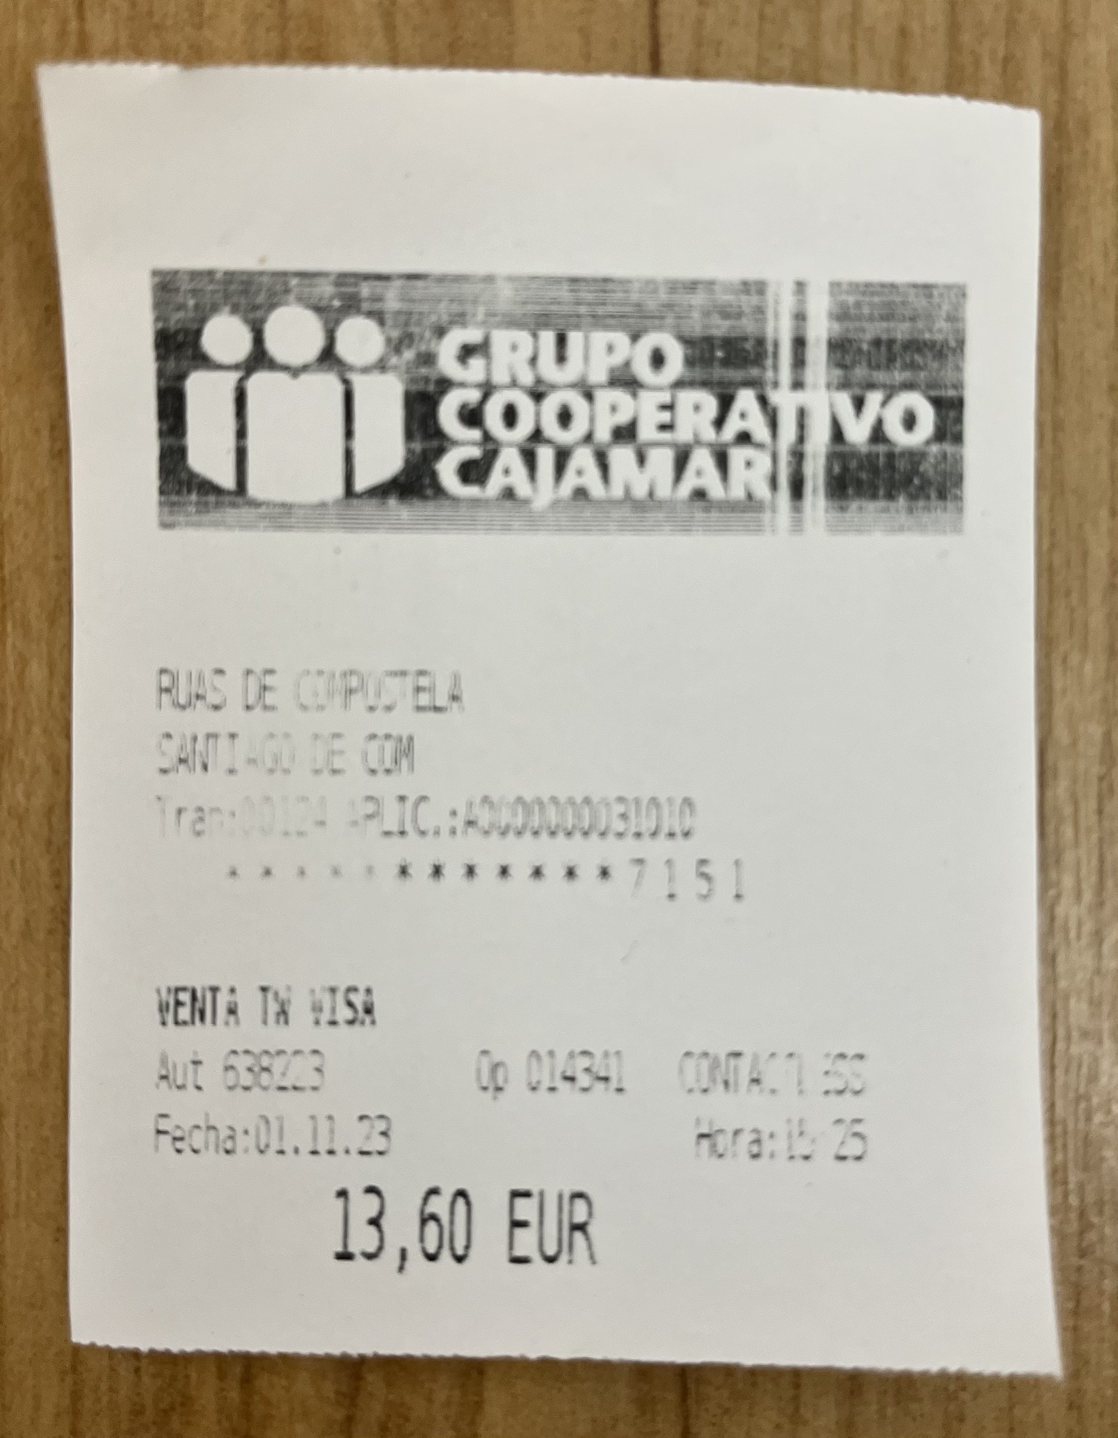 GRUPO
COOPERATIVO
CAJAMAR
RUAS DE COMPOSTELA
SANTIAGO DE COM
Tran:00124 APLIC.:A0000000031010
************7151
VENTA TW VISA
Aut 638223 Op 014341 CONTACTLESS
Fecha:01.11.23 Hora:15:25
13,60 EUR